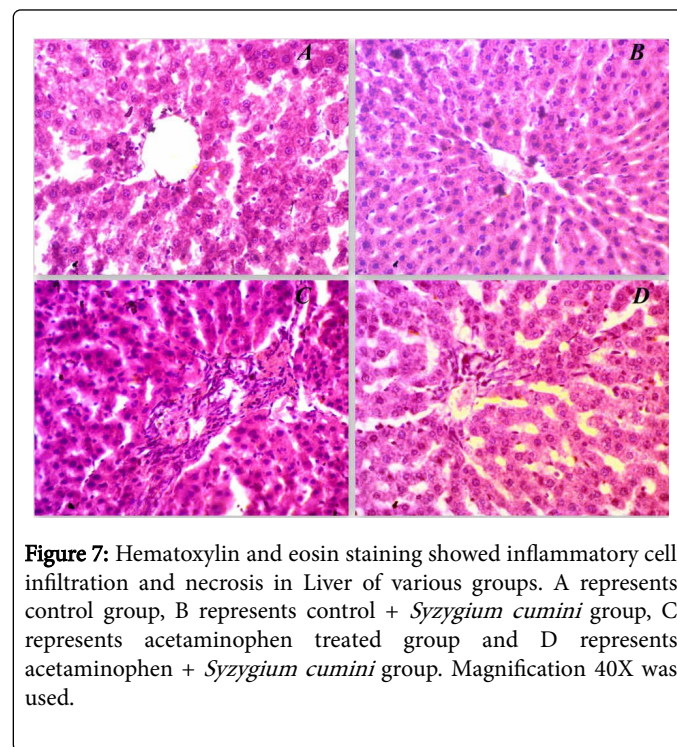 A
B
C
D
Figure 7: Hematoxylin and eosin staining showed inflammatory cell
infiltration and necrosis in Liver of various groups. A represents
control group, B represents control + Syzygium cumini group, C
represents acetaminophen treated group and D represents
acetaminophen + Syzygium cumini group. Magnification 40X was
used.